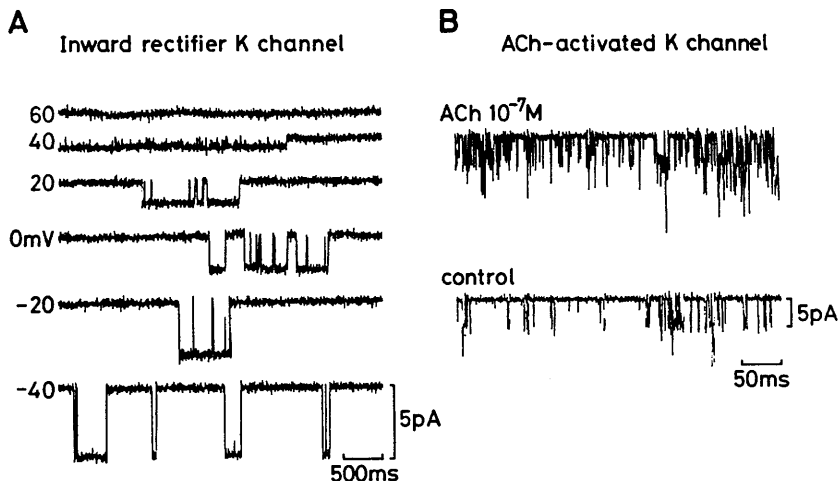 A
Inward rectifier K channel
60
40
20
0mV
-20
-40
5pA
500ms
B
ACh-activated K channel
ACh 10⁻⁷M
control
5pA
50ms